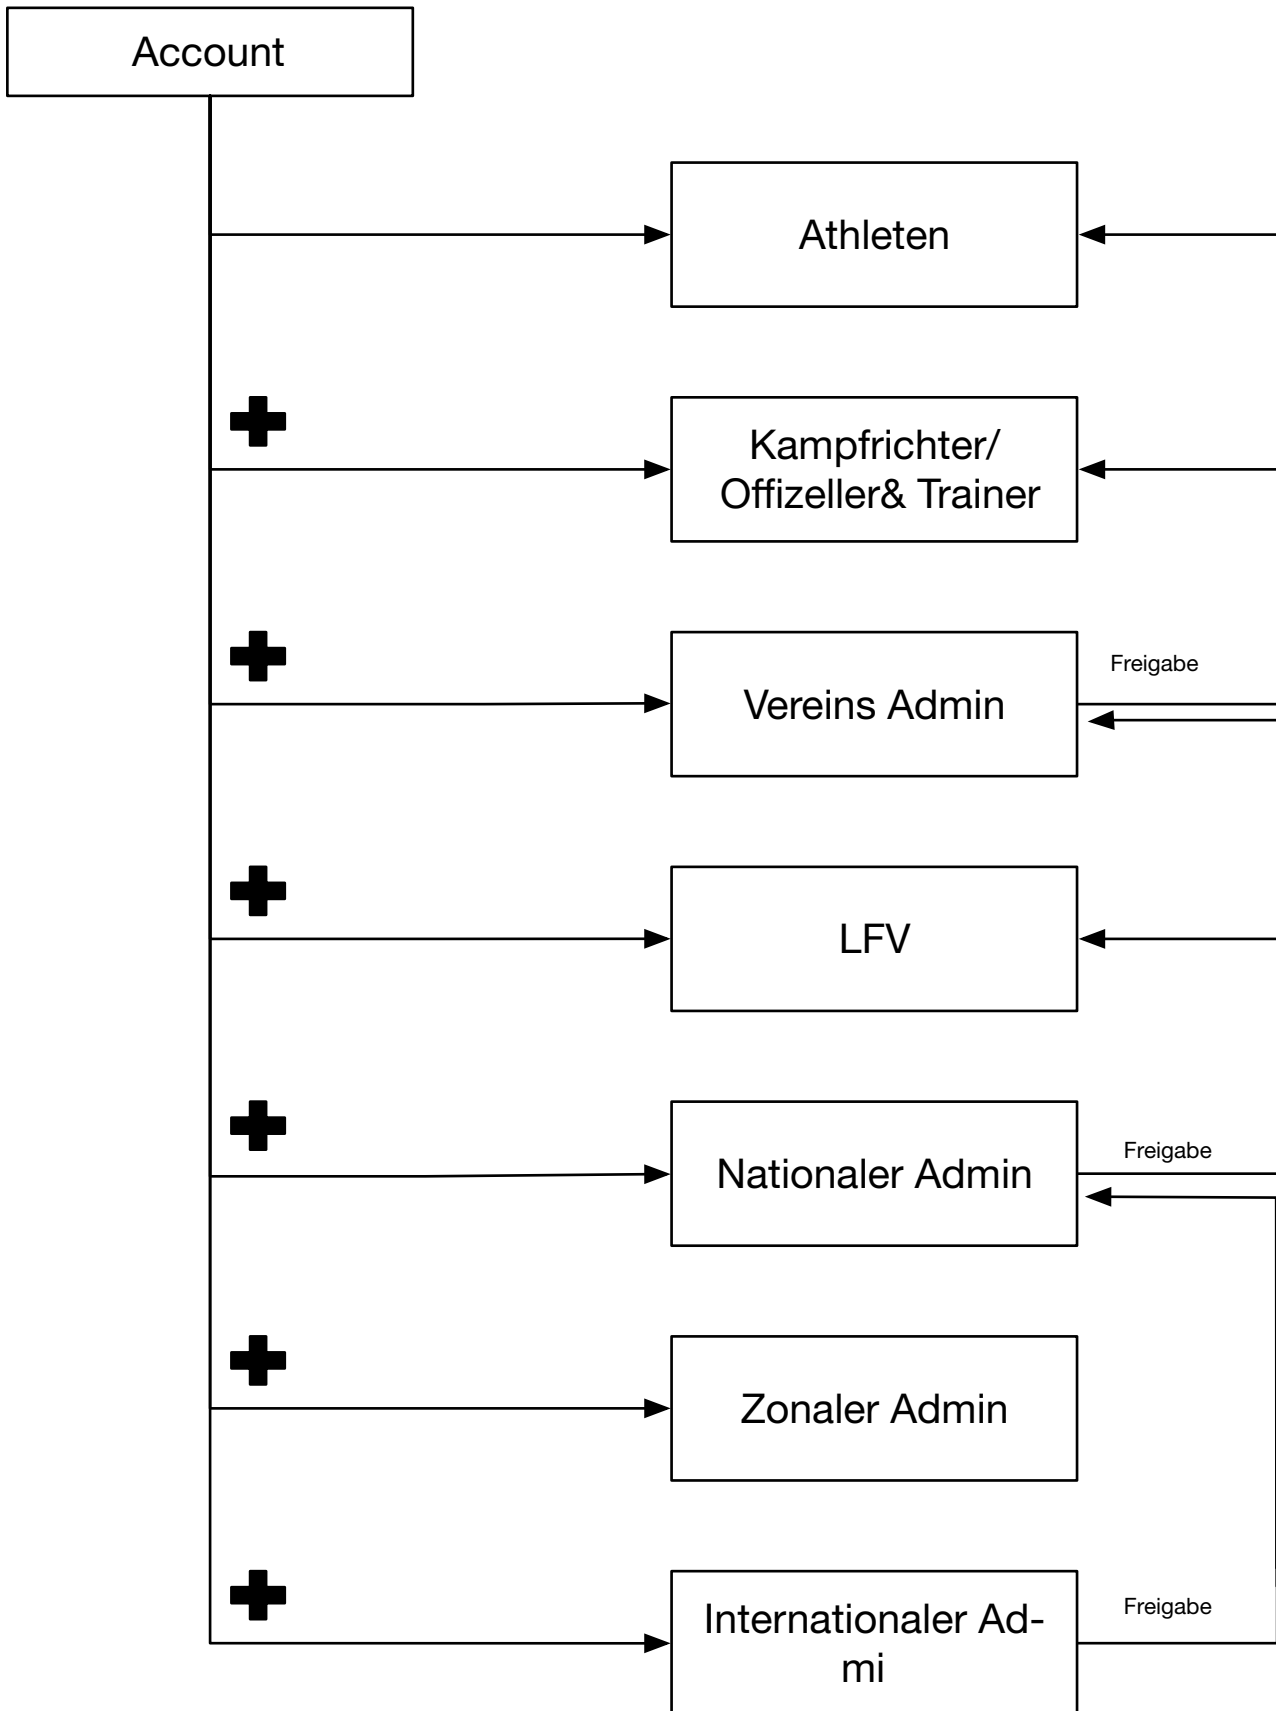 Account
Athleten
Kampfrichter/
Offizeller& Trainer
Vereins Admin
Freigabe
LFV
Nationaler Admin
Freigabe
Zonaler Admin
Internationaler Ad-
mi
Freigabe